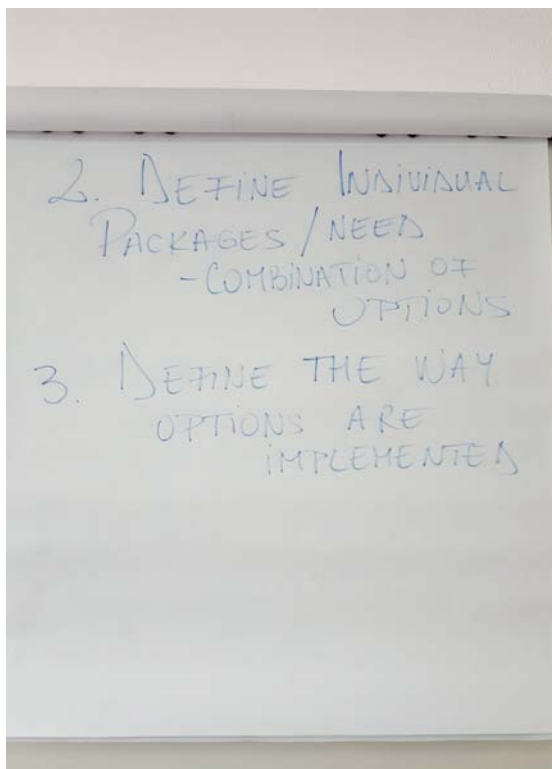 2. DEFINE INDIVIDUAL
PACKAGES / NEED
- COMBINATION OF
OPTIONS
3. DEFINE THE WAY
OPTIONS ARE
IMPLEMENTED